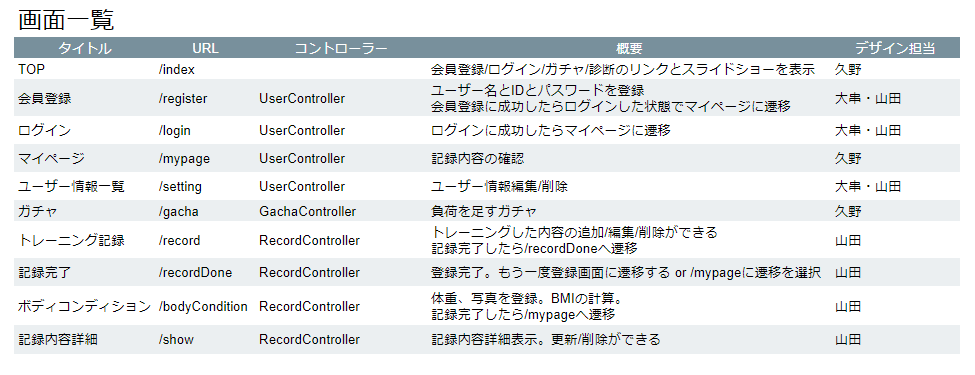 画面一覧
タイトル URL コントローラー 概要 デザイン担当
TOP /index 会員登録/ログイン/ガチャ/診断のリンクとスライドショーを表示 久野
会員登録 /register UserController ユーザー名とIDとパスワードを登録
会員登録に成功したらログインした状態でマイページに遷移 大串・山田
ログイン /login UserController ログインに成功したらマイページに遷移 大串・山田
マイページ /mypage UserController 記録内容の確認 久野
ユーザー情報一覧 /setting UserController ユーザー情報編集/削除 大串・山田
ガチャ /gacha GachaController 負荷を足すガチャ 久野
トレーニング記録 /record RecordController トレーニングした内容の追加/編集/削除ができる
記録完了したら/recordDoneへ遷移 山田
記録完了 /recordDone RecordController 登録完了。もう一度登録画面に遷移する or /mypageに遷移を選択 山田
ボディコンディション /bodyCondition RecordController 体重、写真を登録。BMIの計算。
記録完了したら/mypageへ遷移 山田
記録内容詳細 /show RecordController 記録内容詳細表示。更新/削除ができる 山田